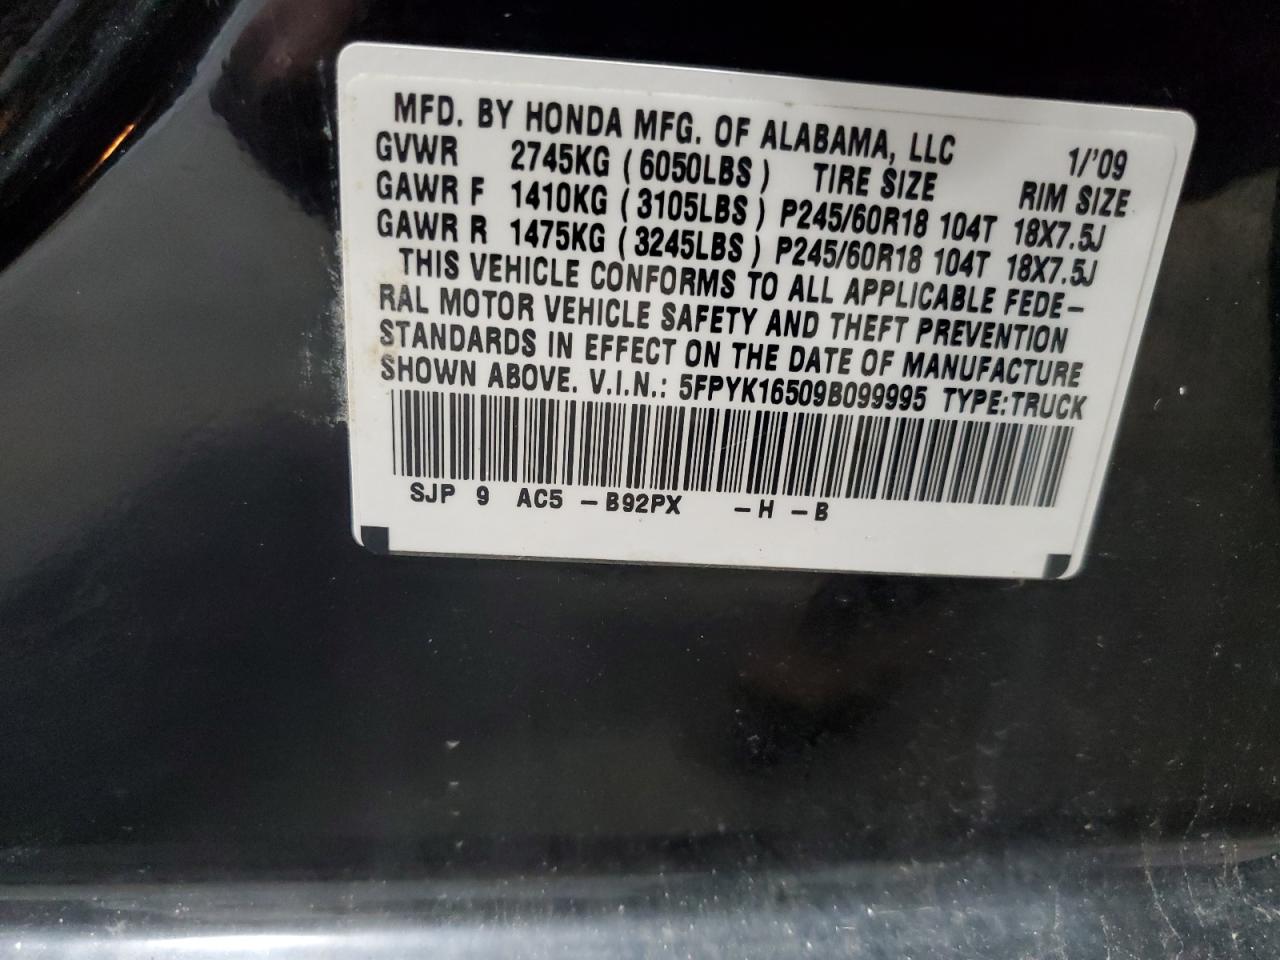 MFD. BY HONDA MFG. OF ALABAMA, LLC 1/'09
GVWR 2745KG (6050LBS) TIRE SIZE RIM SIZE
GAWR F 1410KG (3105LBS) P245/60R18 104T 18X7.5J
GAWR R 1475KG (3245LBS) P245/60R18 104T 18X7.5J
THIS VEHICLE CONFORMS TO ALL APPLICABLE FEDE-
RAL MOTOR VEHICLE SAFETY AND THEFT PREVENTION
STANDARDS IN EFFECT ON THE DATE OF MANUFACTURE
SHOWN ABOVE. V.I.N.: 5FPYK16509B099995 TYPE:TRUCK
SJP 9 AC5 -B92PX -H -B